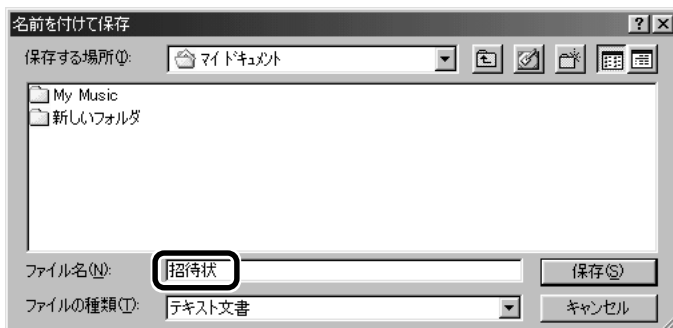 名前を付けて保存
保存する場所(I): マイ ドキュメント
My Music
新しいフォルダ
ファイル名(N): 招待状 保存(S)
ファイルの種類(T): テキスト文書 キャンセル